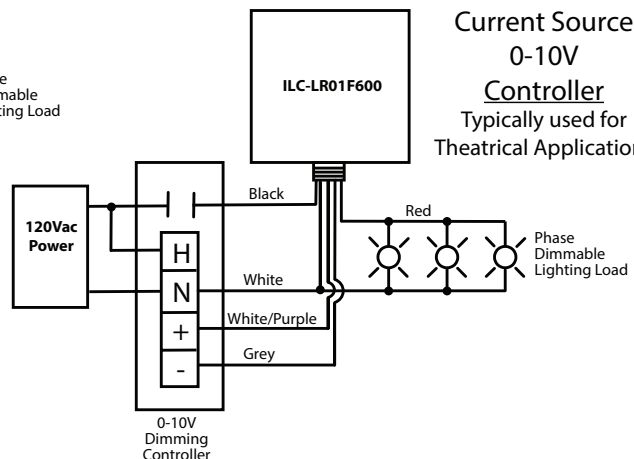 Current Source
0-10V
Controller
Typically used for
Theatrical Application
ILC-LR01F600
ting Load
Black
Red
120Vac
Power
H
N
+
-
White
White/Purple
Grey
Phase
Dimmable
Lighting Load
0-10V
Dimming
Controller